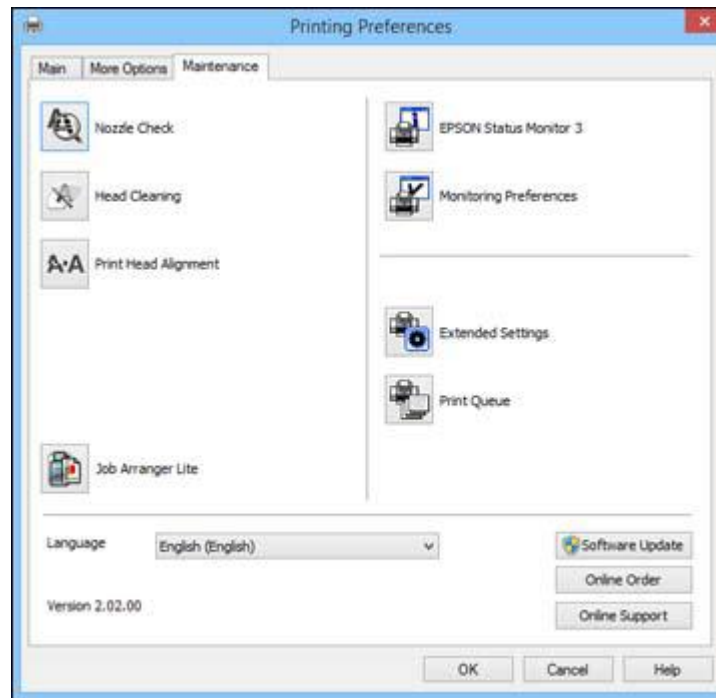 Printing Preferences
Main
More Options
Maintenance
Nozzle Check
Head Cleaning
A·A Print Head Alignment
Job Arranger Lite
EPSON Status Monitor 3
Monitoring Preferences
Extended Settings
Print Queue
Language
English (English)
Version 2.02.00
Software Update
Online Order
Online Support
OK
Cancel
Help